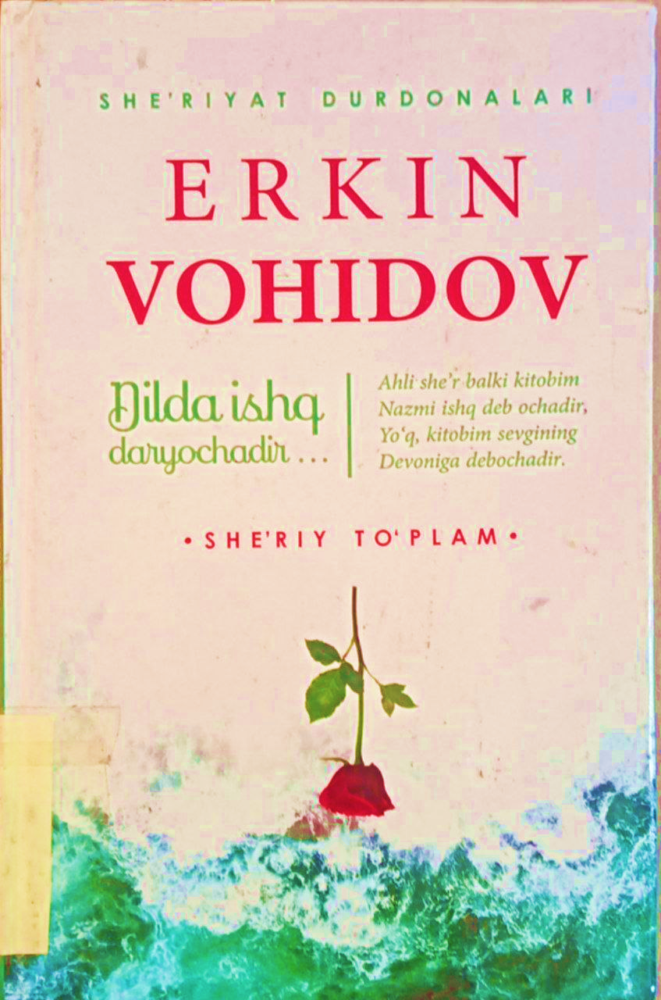 SHE'RIYAT DURDONALARI
ERKIN
VOHIDOV
Dilda ishq
daryochadir ...
Ahli she'r balki kitobim
Nazmi ishq deb ochadir,
Yo‘q, kitobim sevgining
Devoniga debochadir.
• SHE'RIY TO‘PLAM •